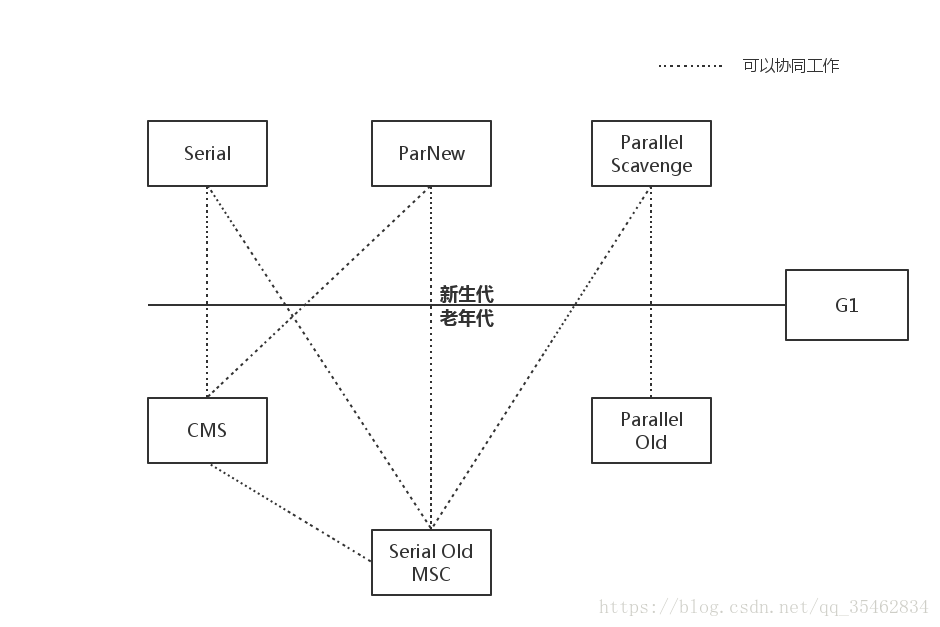 可以协同工作
Serial
ParNew
Parallel
Scavenge
新生代
老年代
G1
CMS
Parallel
Old
Serial Old
MSC
https://blog.csdn.net/qq_35462834